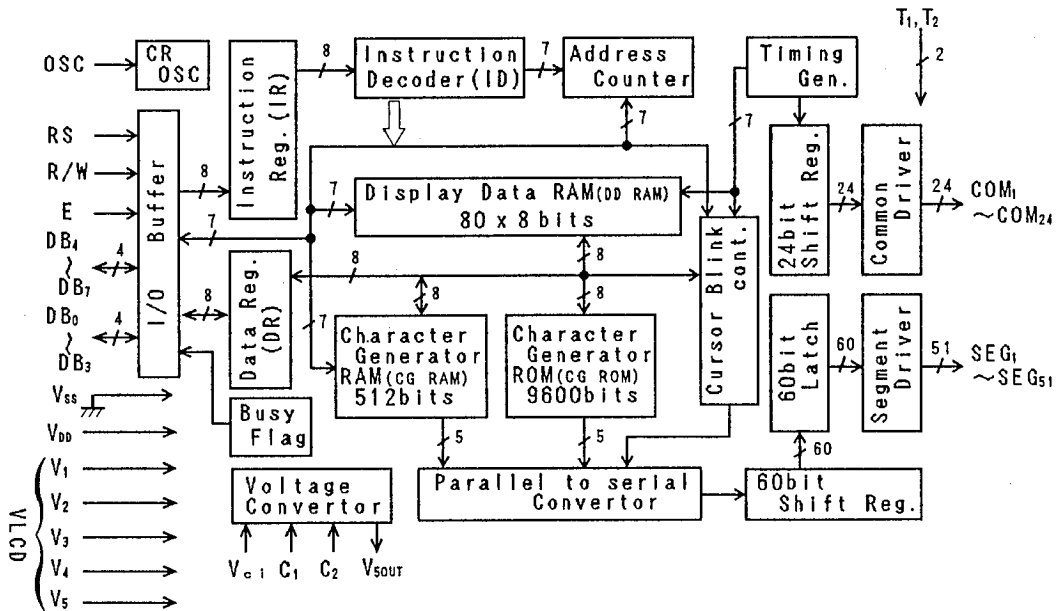 T₁, T₂
2
OSC
CR
OSC
Instruction
Reg. (IR)
8
Instruction
Decoder(ID)
7
Address
Counter
Timing
Gen.
7
7
RS
R/W
E
DB₄
~
DB₇
4
DB₀
~
DB₃
4
I/O Buffer
8
7
8
7
Display Data RAM(DD RAM)
80 x 8bits
24bit
Shift Reg.
24
Common
Driver
24
COM₁
~COM₂₄
Data Reg.
(DR)
8
8
8
8
7
Character
Generator
RAM(CG RAM)
512bits
Character
Generator
ROM(CG ROM)
9600bits
Cursor Blink
cont.
60bit
Latch
60
Segment
Driver
51
SEG₁
~SEG₅₁
Vss
VDD
Busy
Flag
5
5
60
VLCD
V₁
V₂
V₃
V₄
V₅
Voltage
Convertor
Parallel to serial
Convertor
60bit
Shift Reg.
Vci
C₁
C₂
V5OUT